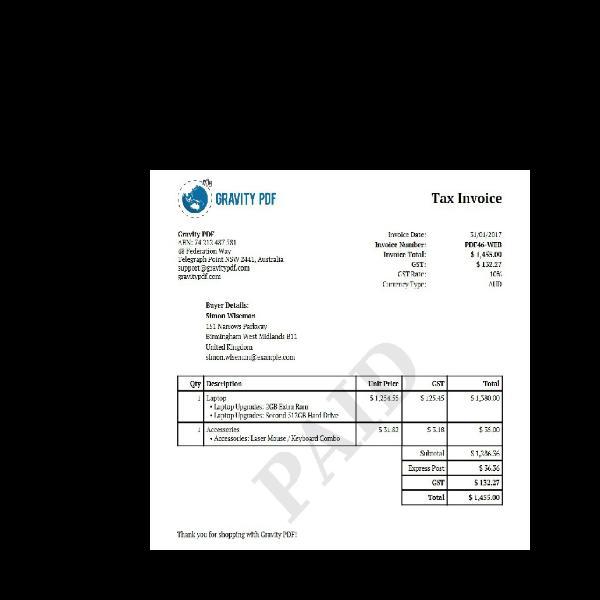 GRAVITY PDF
Tax Invoice
Gravity PDF
ABN: 74 212 487 581
Federation Way
Telegraph Point NSW 2441, Australia
support@gravitypdf.com
gravitypdf.com
Invoice Date: 31/01/2017
Invoice Number: PDF46-WEB
Invoice Total: $ 1,455.00
GST: $ 132.27
GST Rate: 10%
Currency Type: AUD
Buyer Details:
Simon Wiseman
151 Narrows Parkway
Birmingham West Midlands B11
United Kingdom
simon.wiseman@example.com
Qty Description Unit Price GST Total
1 Laptop $ 1,254.55 $ 125.45 $ 1,380.00
• Laptop Upgrades: 8GB Extra Ram
• Laptop Upgrades: Second 512GB Hard Drive
1 Accessories $ 31.82 $ 3.18 $ 35.00
• Accessories: Laser Mouse / Keyboard Combo
Subtotal $ 1,286.36
Express Post $ 36.36
GST $ 132.27
Total $ 1,455.00
PAID
Thank you for shopping with Gravity PDF!